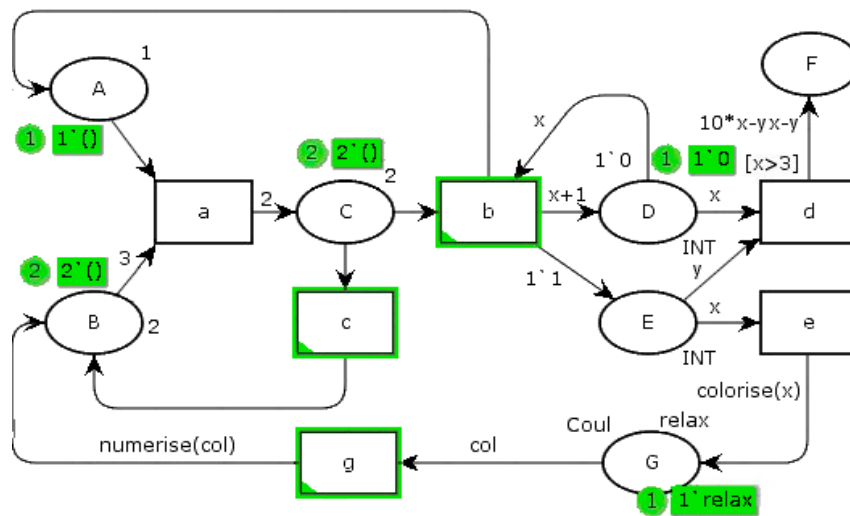 1
A
F
1 1`()
x
10*x-yx-y
2 2`()
1`0
1 1`0
[x>3]
2
a
2
C
b
x+1
D
x
d
INT
2 2`()
3
y
1`1
B
2
c
E
x
e
INT
colorise(x)
numerise(col)
col
Coul
relax
g
G
1 1`relax